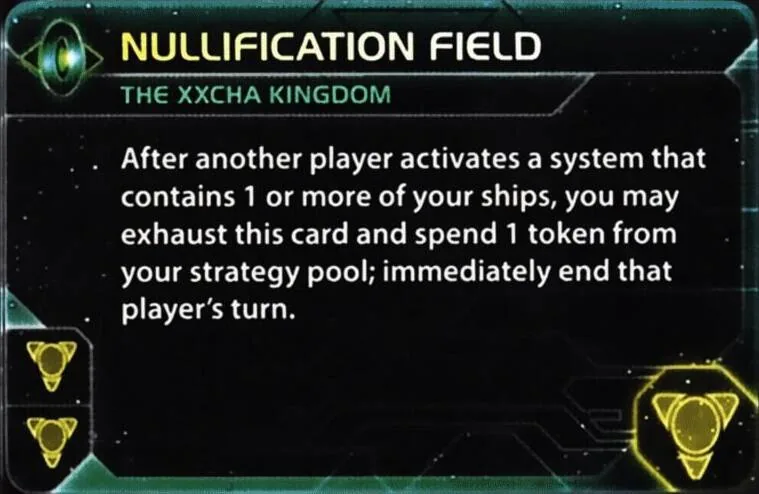 NULLIFICATION FIELD
THE XXCHA KINGDOM
After another player activates a system that
contains 1 or more of your ships, you may
exhaust this card and spend 1 token from
your strategy pool; immediately end that
player's turn.